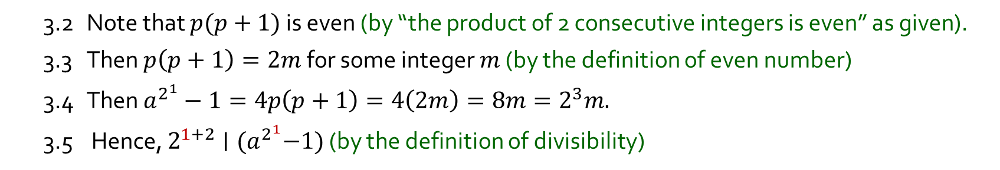 3.2 Note that p(p + 1) is even (by “the product of 2 consecutive integers is even” as given).
3.3 Then p(p + 1) = 2m for some integer m (by the definition of even number)
3.4 Then a^{2^1} − 1 = 4p(p + 1) = 4(2m) = 8m = 2^3m.
3.5 Hence, 2^{1+2} | (a^{2^1}−1) (by the definition of divisibility)